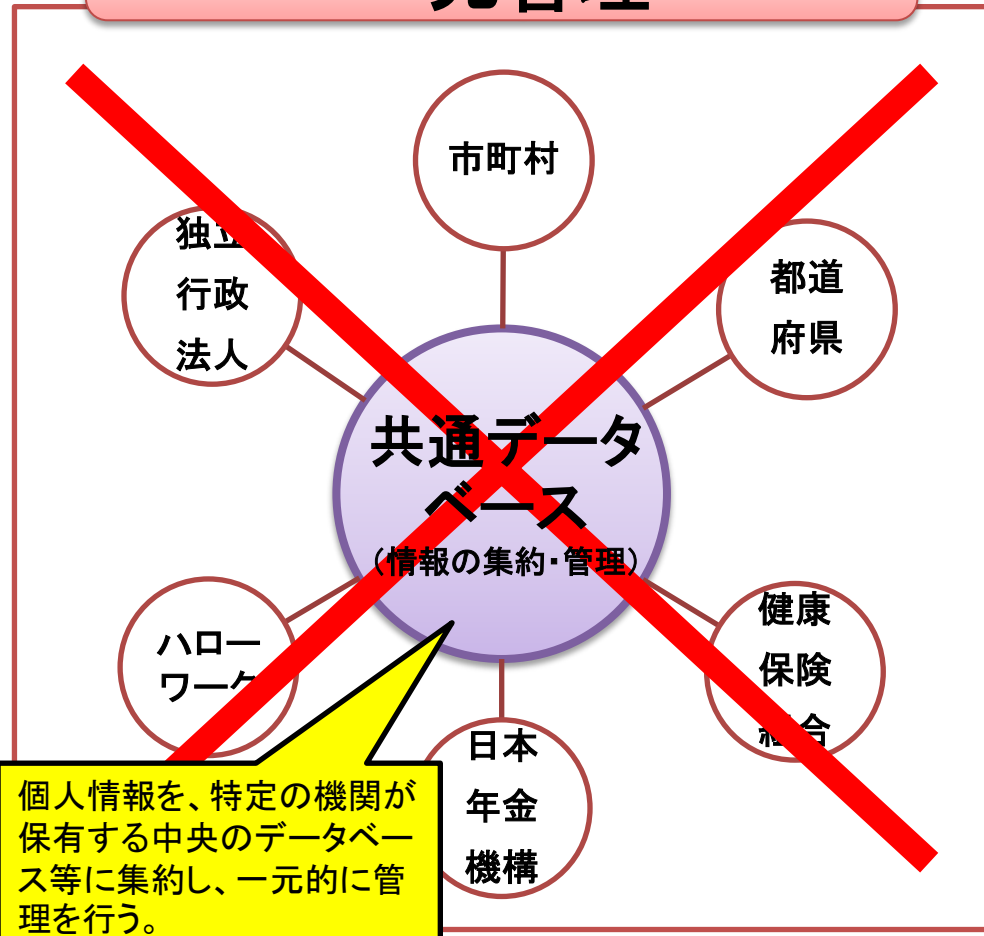 元管理
市町村
独立
行政
法人
都道
府県
共通データ
ベース
（情報の集約・管理）
ハロー
ワーク
健康
保険
組合
日本
年金
機構
個人情報を、特定の機関が
保有する中央のデータベー
ス等に集約し、一元的に管
理を行う。